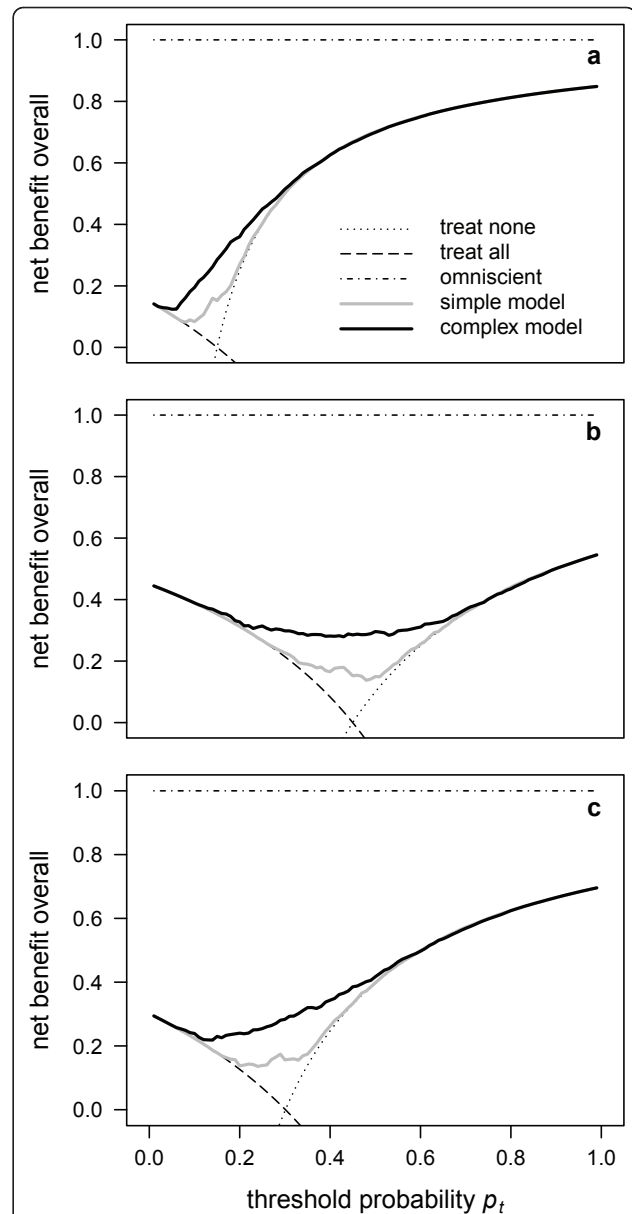 a
1.0
0.8
0.6
0.4
0.2
0.0
net benefit overall
treat none
treat all
omniscient
simple model
complex model
b
1.0
0.8
0.6
0.4
0.2
0.0
net benefit overall
c
1.0
0.8
0.6
0.4
0.2
0.0
net benefit overall
0.0 0.2 0.4 0.6 0.8 1.0
threshold probability pt